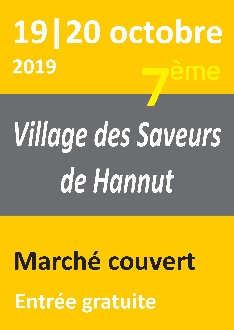 19|20 octobre
2019
7ème
Village des Saveurs
de Hannut
Marché couvert
Entrée gratuite